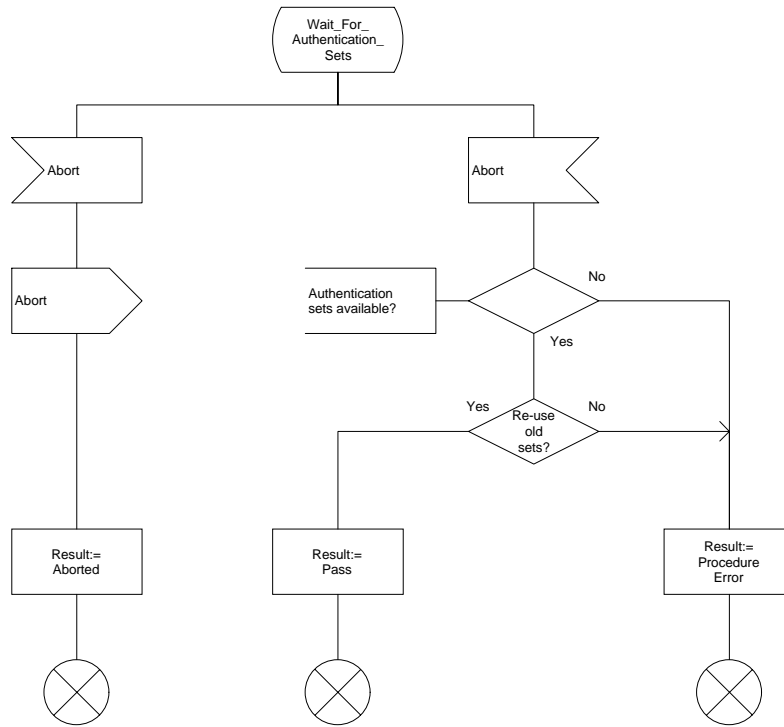 Wait_For_
Authentication_
Sets
Abort
Abort
Abort
Authentication
sets available?
No
Yes
Yes
No
Re-use
old
sets?
Result:=
Aborted
Result:=
Pass
Result:=
Procedure
Error